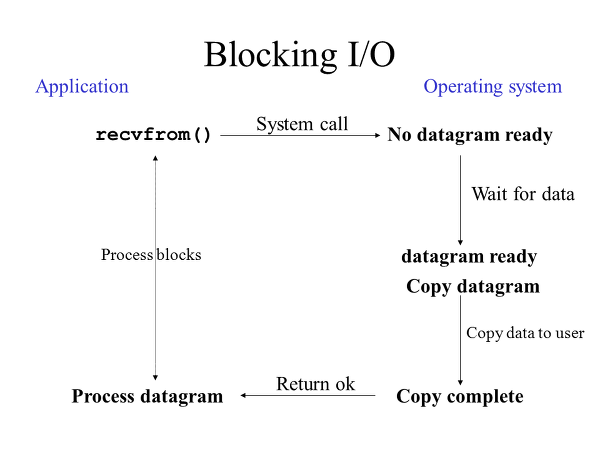 Blocking I/O
Application
Operating system
recvfrom()
System call
No datagram ready
Wait for data
Process blocks
datagram ready
Copy datagram
Copy data to user
Process datagram
Return ok
Copy complete